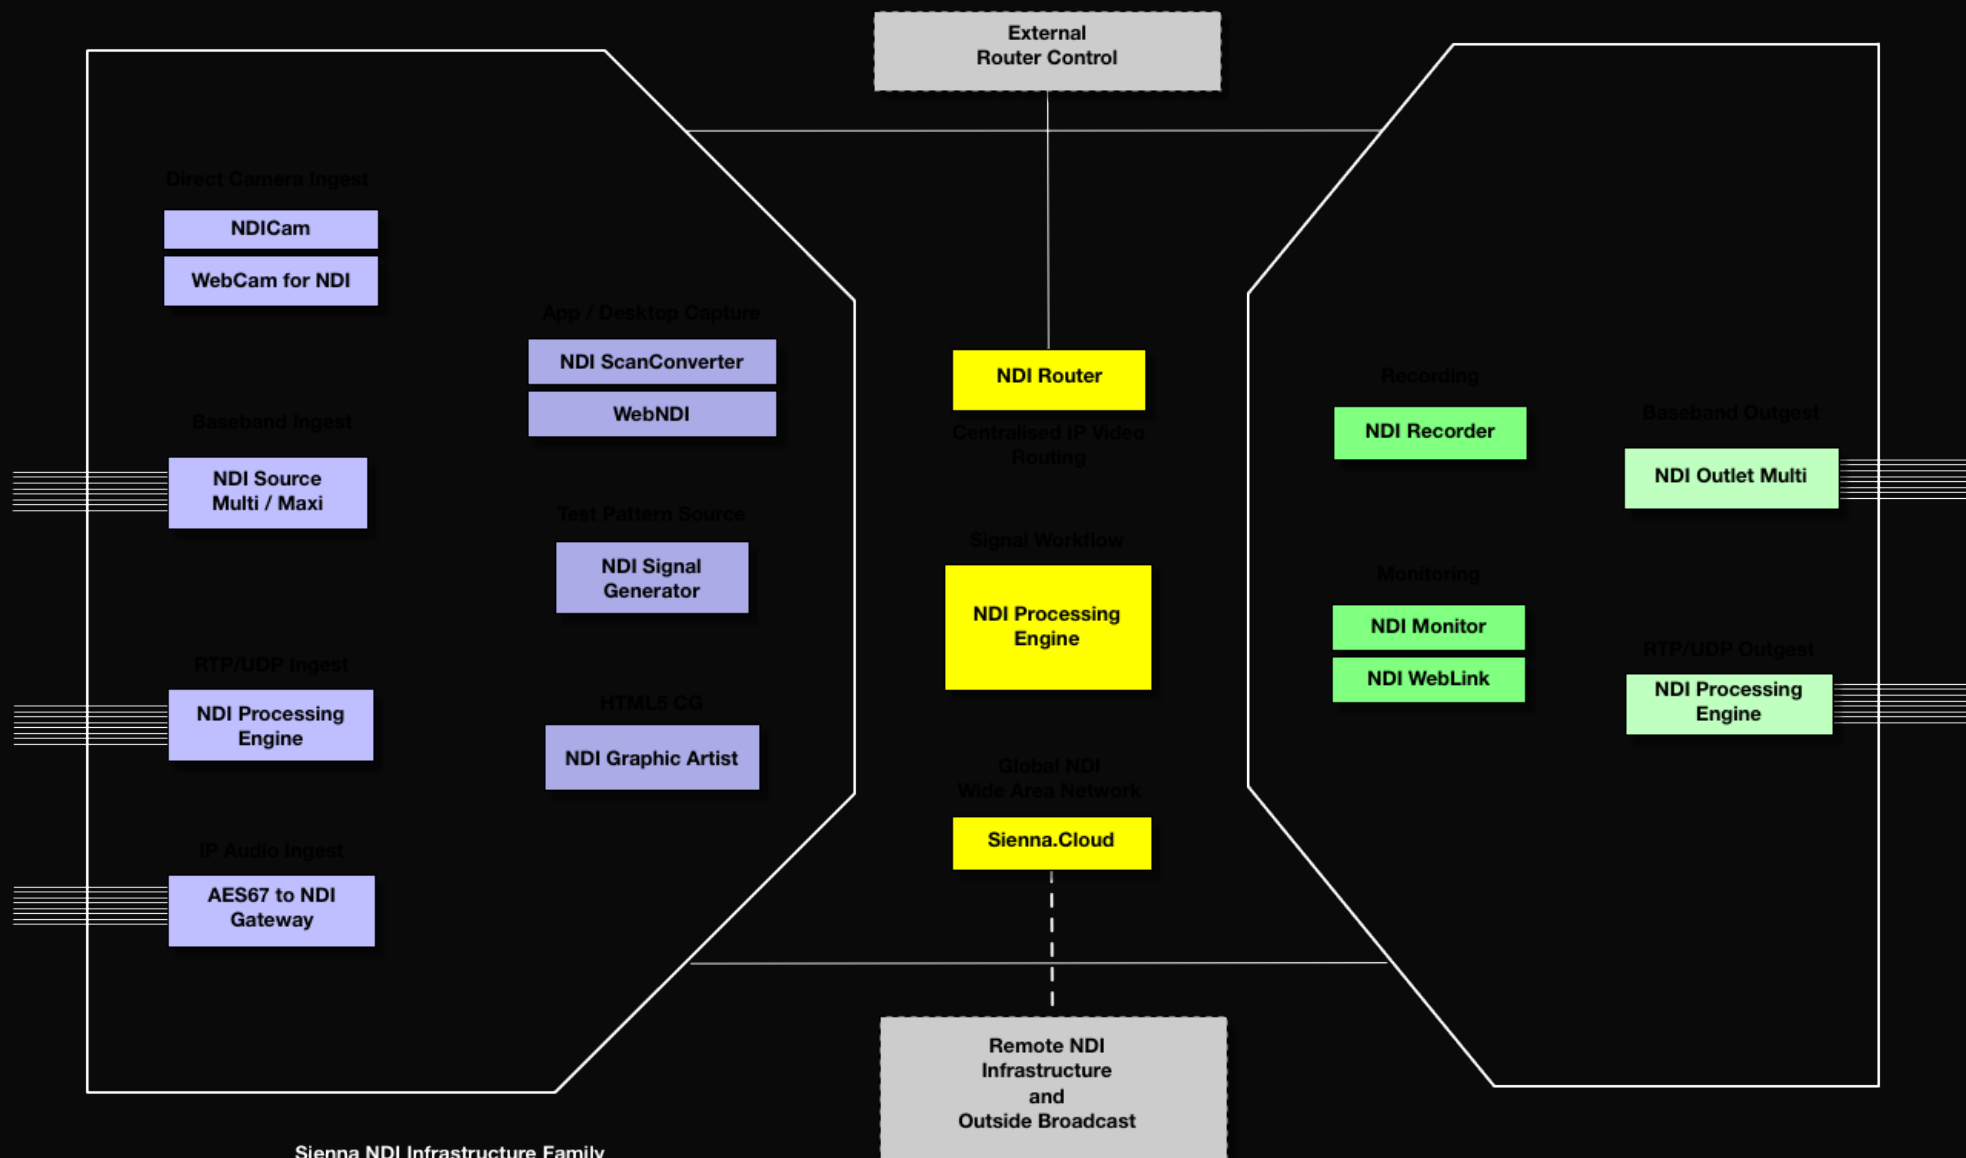 External
Router Control
Direct Camera Ingest
NDICam
WebCam for NDI
App / Desktop Capture
NDI ScanConverter
WebNDI
Baseband Ingest
NDI Source
Multi / Maxi
Test Pattern Source
NDI Signal
Generator
RTP/UDP Ingest
NDI Processing
Engine
HTML5 CG
NDI Graphic Artist
IP Audio Ingest
AES67 to NDI
Gateway
NDI Router
Centralised IP Video
Routing
Signal Workflow
NDI Processing
Engine
Global NDI
Wide Area Network
Sienna.Cloud
Recording
NDI Recorder
Baseband Outgest
NDI Outlet Multi
Monitoring
NDI Monitor
NDI WebLink
RTP/UDP Outgest
NDI Processing
Engine
Remote NDI
Infrastructure
and
Outside Broadcast
Sienna NDI Infrastructure Family